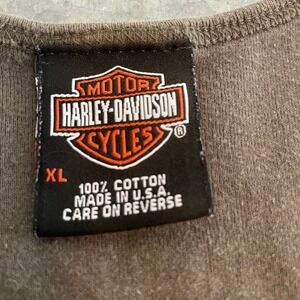 MOTOR
HARLEY-DAVIDSON
CYCLES
®
XL
100% COTTON
MADE IN U.S.A.
CARE ON REVERSE